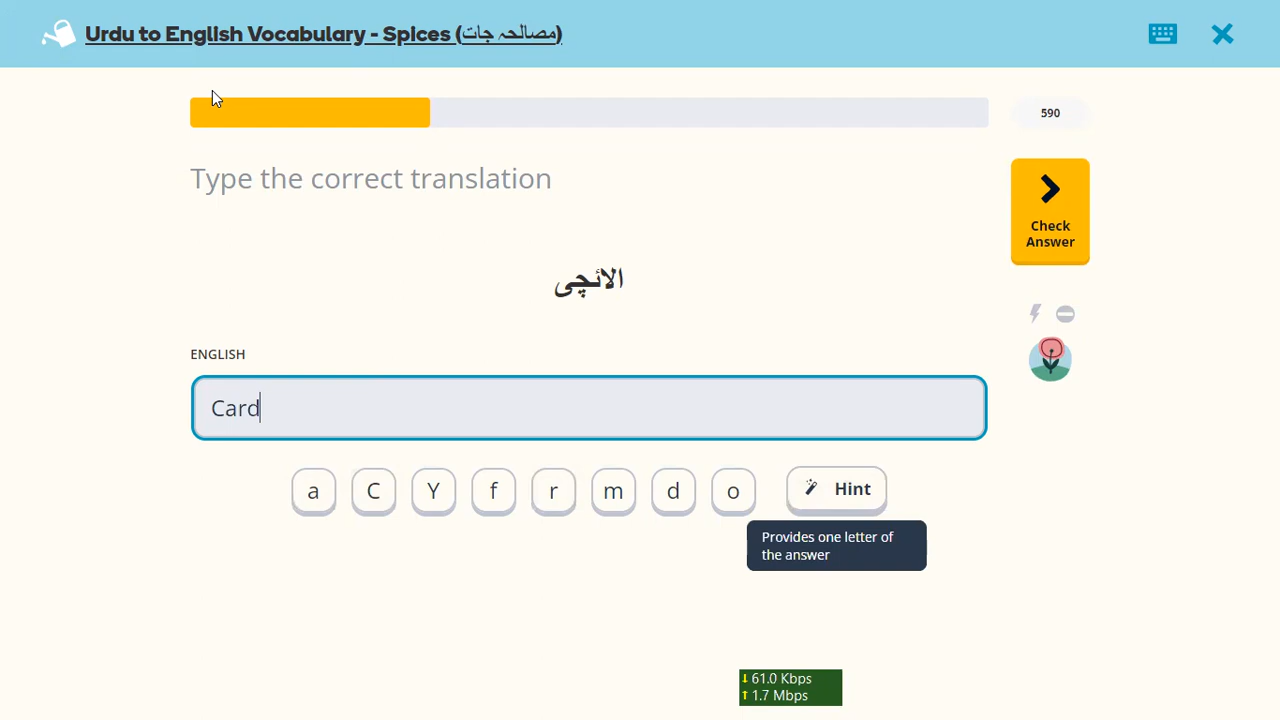 Urdu to English Vocabulary - Spices (مصالحہ جات)
590
Type the correct translation
Check
Answer
الائچی
ENGLISH
Card
a C Y f r m d o Hint
Provides one letter of
the answer
61.0 Kbps
1.7 Mbps